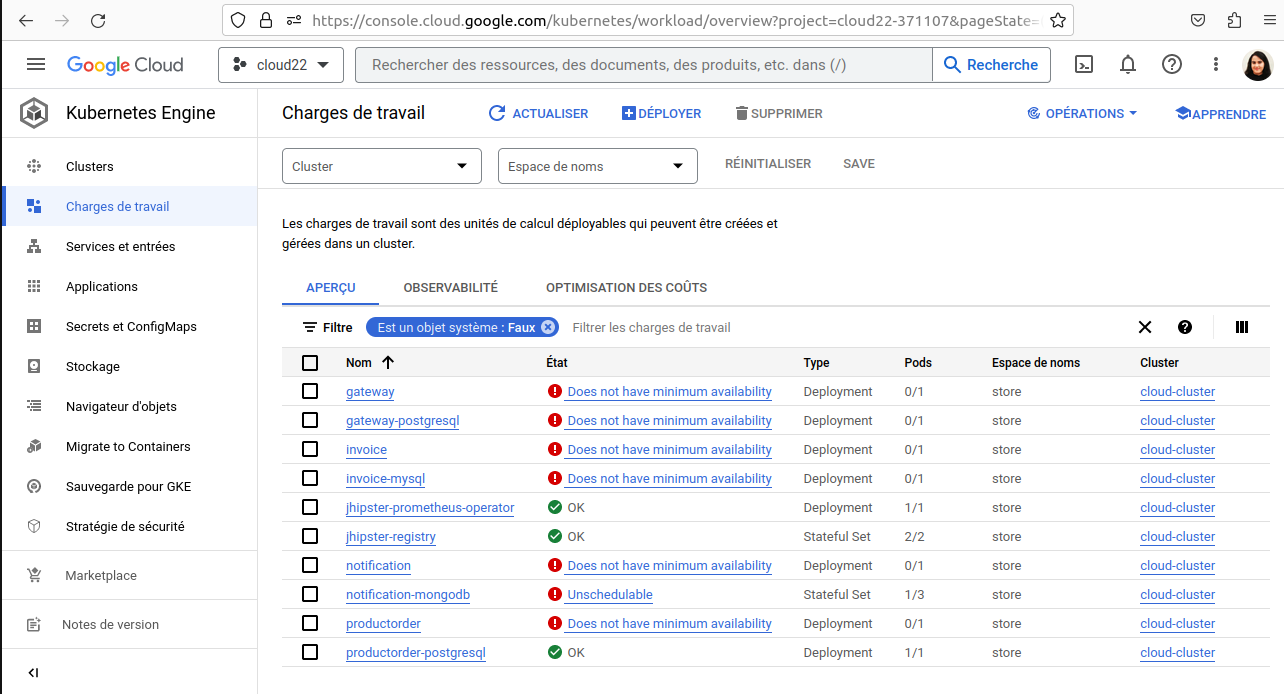 https://console.cloud.google.com/kubernetes/workload/overview?project=cloud22-371107&pageState=
Google Cloud
cloud22
Rechercher des ressources, des documents, des produits, etc. dans (/)
Recherche
Kubernetes Engine
Charges de travail
ACTUALISER
DÉPLOYER
SUPPRIMER
OPÉRATIONS
APPRENDRE
Clusters
Charges de travail
Services et entrées
Applications
Secrets et ConfigMaps
Stockage
Navigateur d'objets
Migrate to Containers
Sauvegarde pour GKE
Stratégie de sécurité
Marketplace
Notes de version
Cluster
Espace de noms
RÉINITIALISER
SAVE
Les charges de travail sont des unités de calcul déployables qui peuvent être créées et
gérées dans un cluster.
APERÇU
OBSERVABILITÉ
OPTIMISATION DES COÛTS
Filtre
Est un objet système : Faux
Filtrer les charges de travail
Nom État Type Pods Espace de noms Cluster
gateway Does not have minimum availability Deployment 0/1 store cloud-cluster
gateway-postgresql Does not have minimum availability Deployment 0/1 store cloud-cluster
invoice Does not have minimum availability Deployment 0/1 store cloud-cluster
invoice-mysql Does not have minimum availability Deployment 0/1 store cloud-cluster
jhipster-prometheus-operator OK Deployment 1/1 store cloud-cluster
jhipster-registry OK Stateful Set 2/2 store cloud-cluster
notification Does not have minimum availability Deployment 0/1 store cloud-cluster
notification-mongodb Unschedulable Stateful Set 1/3 store cloud-cluster
productorder Does not have minimum availability Deployment 0/1 store cloud-cluster
productorder-postgresql OK Deployment 1/1 store cloud-cluster